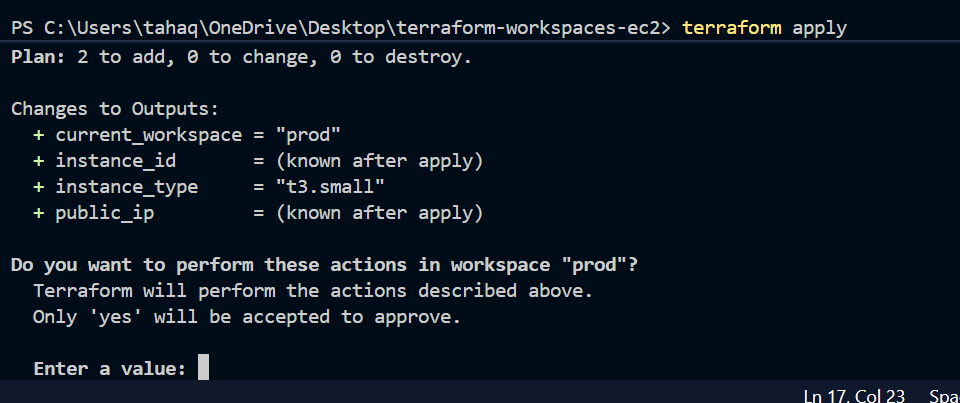 PS C:\Users\tahaq\OneDrive\Desktop\terraform-workspaces-ec2> terraform apply
Plan: 2 to add, 0 to change, 0 to destroy.
Changes to Outputs:
+ current_workspace = "prod"
+ instance_id       = (known after apply)
+ instance_type     = "t3.small"
+ public_ip         = (known after apply)
Do you want to perform these actions in workspace "prod"?
Terraform will perform the actions described above.
Only 'yes' will be accepted to approve.
Enter a value:
Ln 17, Col 23